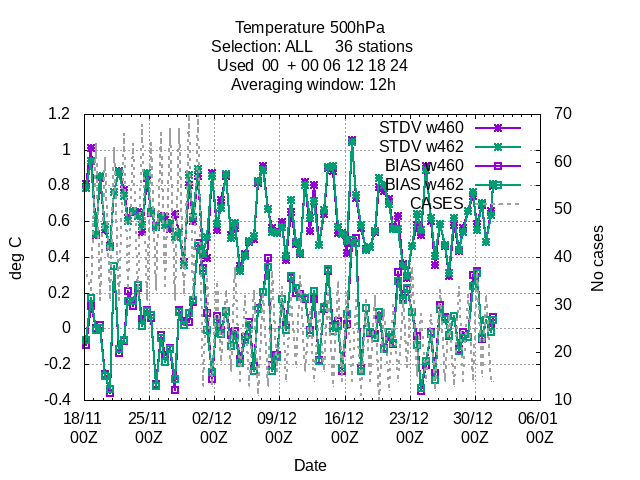 Temperature 500hPa
Selection: ALL 36 stations
Used 00 + 00 06 12 18 24
Averaging window: 12h
1.2
1
0.8
0.6
0.4
0.2
0
-0.2
-0.4
deg C
70
60
50
40
30
20
10
No cases
STDV w460
STDV w462
BIAS w460
BIAS w462
CASES
18/11 25/11 02/12 09/12 16/12 23/12 30/12 06/01
00Z 00Z 00Z 00Z 00Z 00Z 00Z 00Z
Date